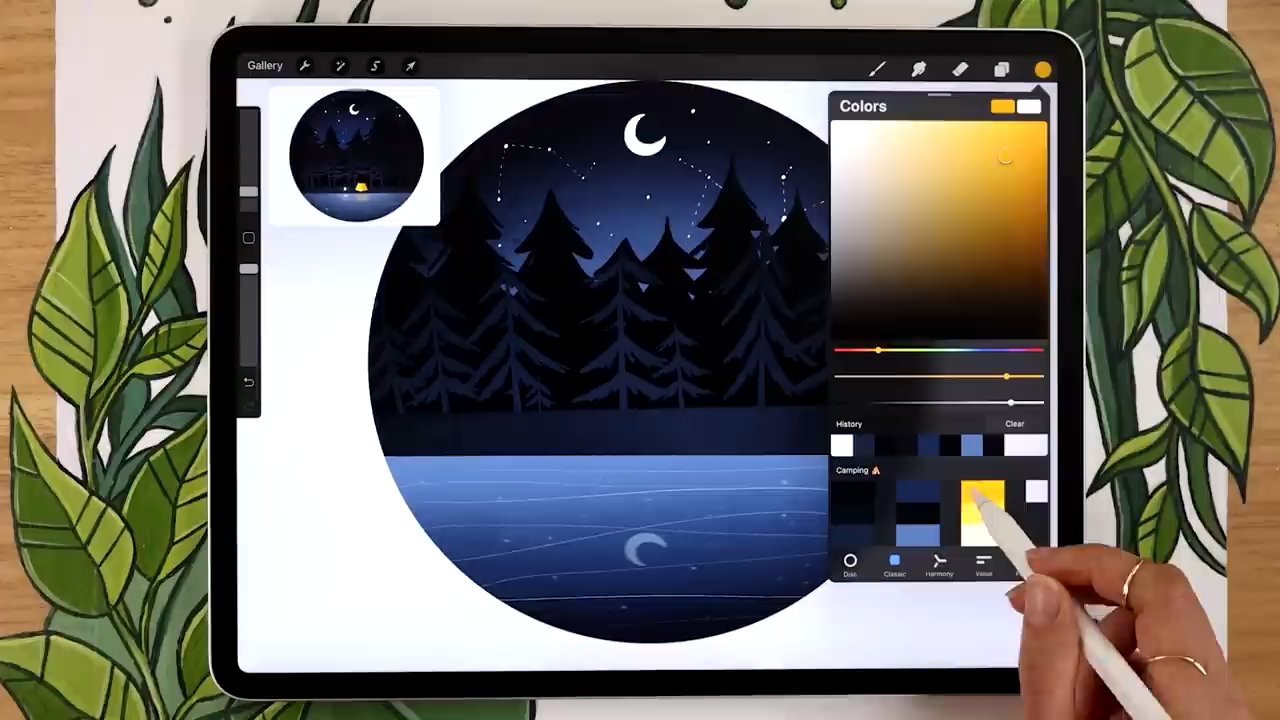 Gallery
Colors
History Clear
Camping
Disc Classic Harmony Value